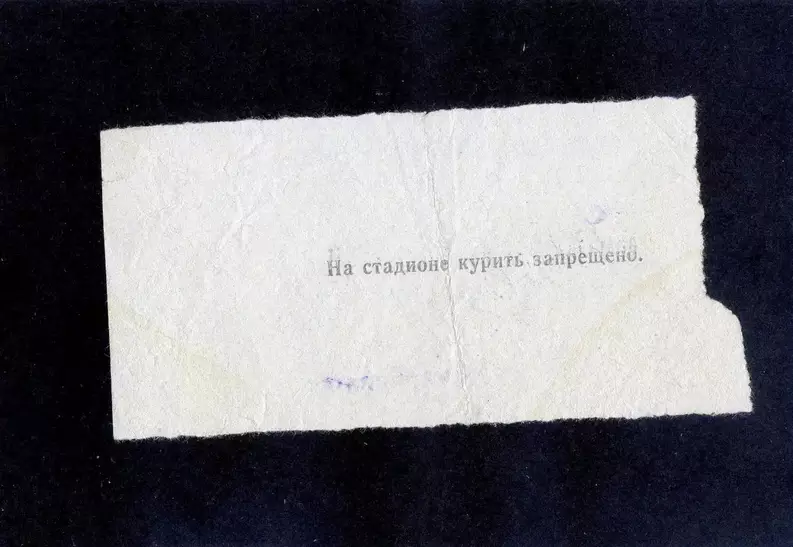 На стадионе курить запрещено.